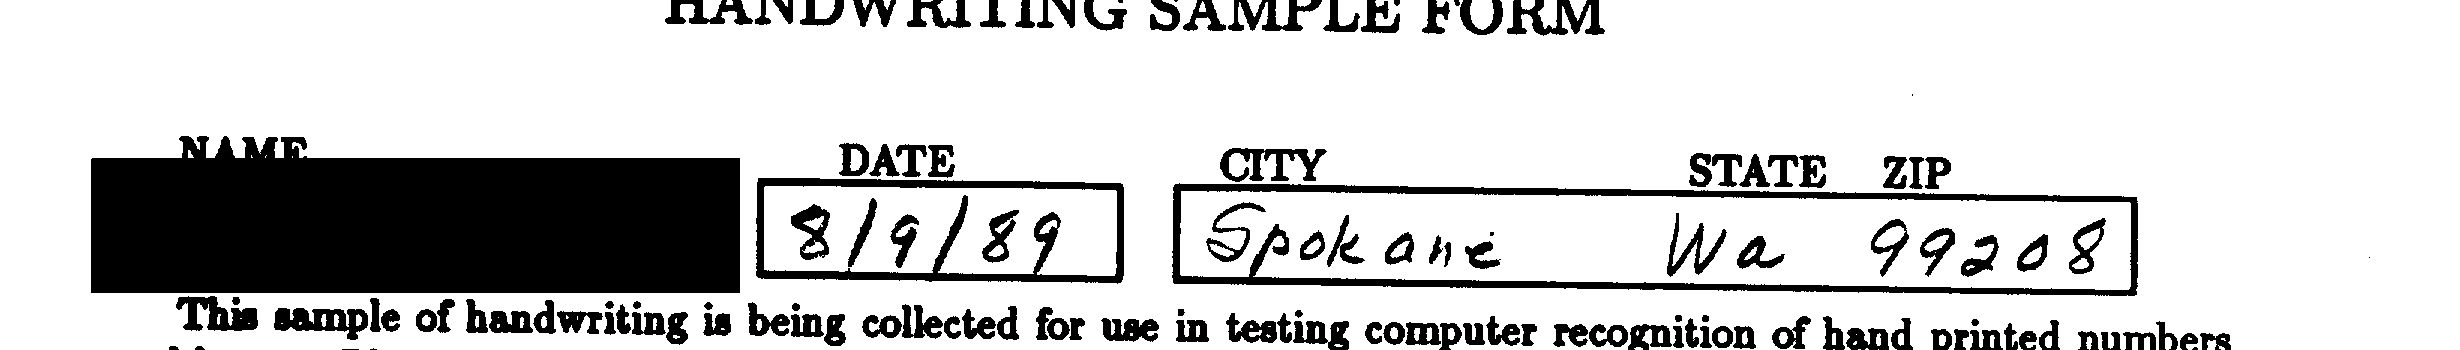 HANDWRITING SAMPLE FORM
NAME DATE CITY STATE ZIP
8/9/89 Spokane Wa 99208
This sample of handwriting is being collected for use in testing computer recognition of hand printed numbers